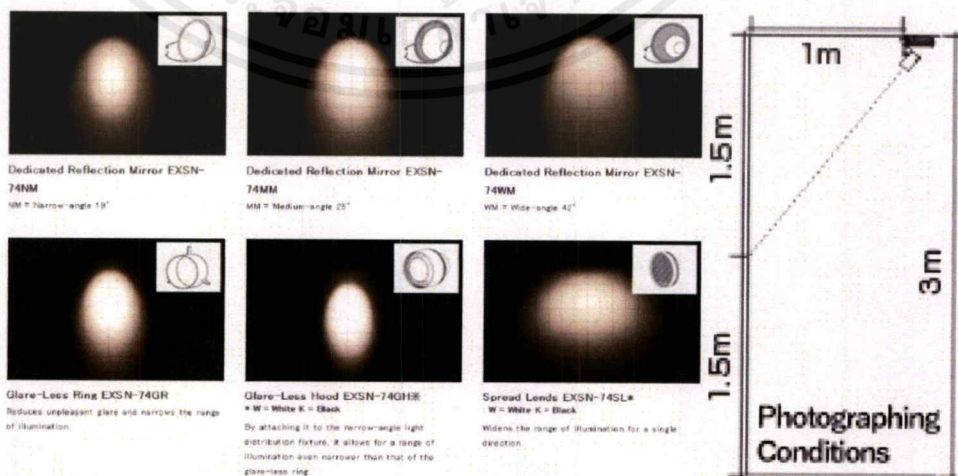 Dedicated Reflection Mirror EXSN-
74NM
NM = Narrow-angle 19°
Dedicated Reflection Mirror EXSN-
74MM
MM = Medium-angle 25°
Dedicated Reflection Mirror EXSN-
74WM
WM = Wide-angle 42°
Glare-Less Ring EXSN-74GR
Reduces unpleasant glare and narrows the range
of illumination
Glare-Less Hood EXSN-74GH※
* W = White K = Black
By attaching it to the narrow-angle light
distribution fixture, it allows for a range of
illumination even narrower than that of the
glare-less ring
Spread Lends EXSN-74SL*
W = White K = Black
Widens the range of illumination for a single
direction
1m
1.5m
1.5m
3m
Photographing
Conditions